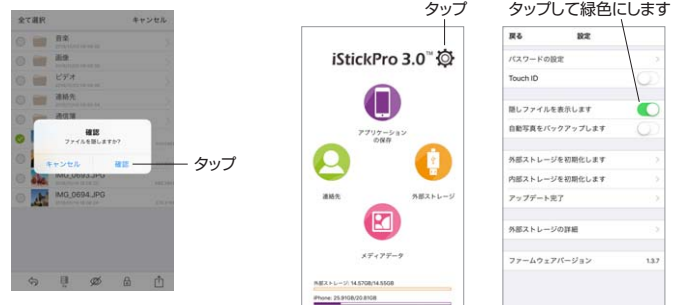 タップ
タップして緑色にします
全て選択
キャンセル
音楽
画像
ビデオ
連絡先
通信簿
確認
ファイルを隠しますか?
キャンセル
確認
タップ
IMG_0693.JPG
IMG_0694.JPG
iStickPro 3.0™
アプリケーション
の保存
連絡先
外部ストレージ
メディアデータ
外部ストレージ: 14.57GB/14.55GB
iPhone: 25.91GB/20.81GB
戻る
設定
パスワードの設定
Touch ID
隠しファイルを表示します
自動写真をバックアップします
外部ストレージを初期化します
内部ストレージを初期化します
アップデート完了
外部ストレージの詳細
ファームウェアバージョン
1.3.7